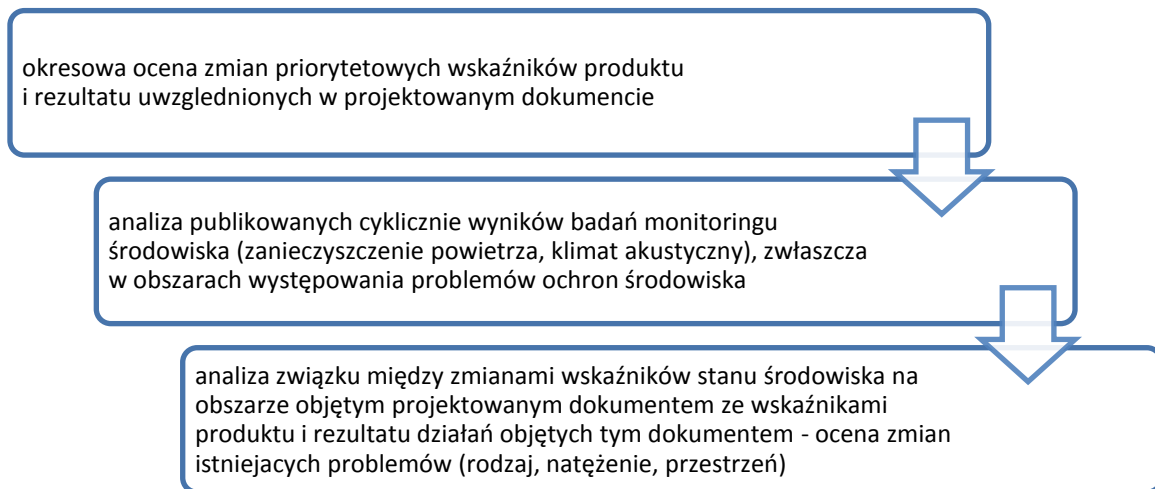 okresowa ocena zmian priorytetowych wskaźników produktu
i rezultatu uwzglednionych w projektowanym dokumencie
analiza publikowanych cyklicznie wyników badań monitoringu
środowiska (zanieczyszczenie powietrza, klimat akustyczny), zwłaszcza
w obszarach występowania problemów ochron środowiska
analiza związku między zmianami wskaźników stanu środowiska na
obszarze objętym projektowanym dokumentem ze wskaźnikami
produktu i rezultatu działań objętych tym dokumentem - ocena zmian
istniejacych problemów (rodzaj, natężenie, przestrzeń)